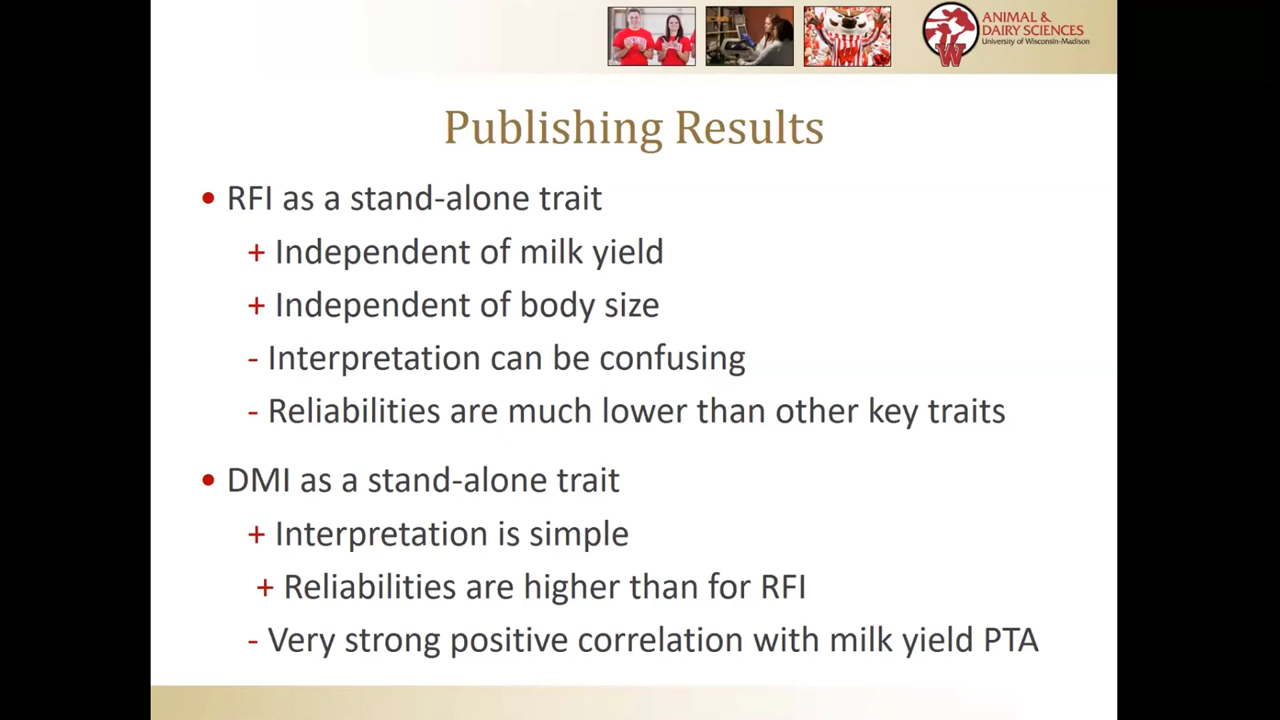 ANIMAL &
DAIRY SCIENCES
University of Wisconsin-Madison
W
Publishing Results
• RFI as a stand-alone trait
+ Independent of milk yield
+ Independent of body size
- Interpretation can be confusing
- Reliabilities are much lower than other key traits
• DMI as a stand-alone trait
+ Interpretation is simple
+ Reliabilities are higher than for RFI
- Very strong positive correlation with milk yield PTA